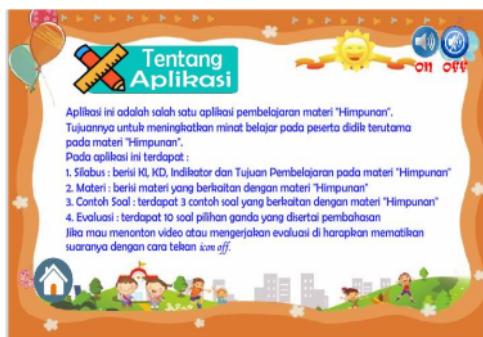 Tentang
Aplikasi
on off
Aplikasi ini adalah salah satu aplikasi pembelajaran materi "Himpunan".
Tujuannya untuk meningkatkan minat belajar pada peserta didik terutama
pada materi "Himpunan".
Pada aplikasi ini terdapat :
1. Silabus : berisi KI, KD, Indikator dan Tujuan Pembelajaran pada materi "Himpunan"
2. Materi : berisi materi yang berkaitan dengan materi "Himpunan"
3. Contoh Soal : terdapat 3 contoh soal yang berkaitan dengan materi "Himpunan"
4. Evaluasi : terdapat 10 soal pilihan ganda yang disertai pembahasan
Jika mau menonton video atau mengerjakan evaluasi di harapkan mematikan
suaranya dengan cara tekan icon off.